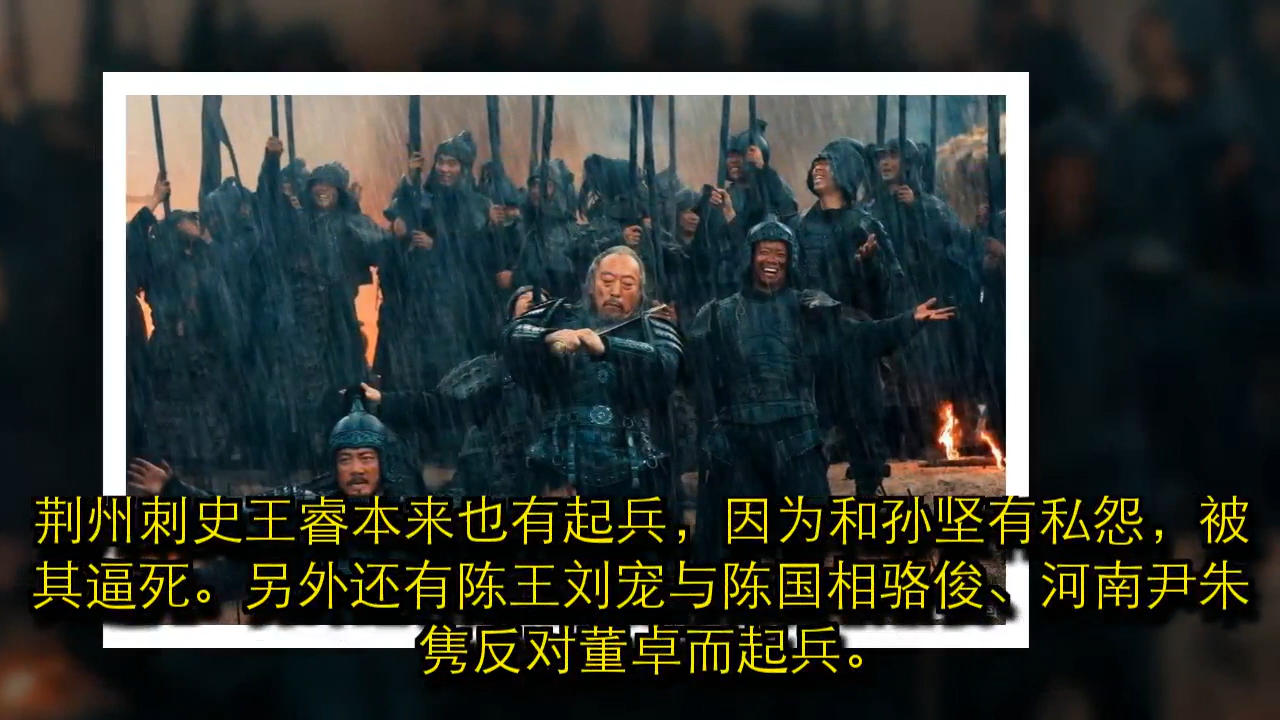 荆州刺史王睿本来也有起兵，因为和孙坚有私怨，被
其逼死。另外还有陈王刘宠与陈国相骆俊、河南尹朱
隽反对董卓而起兵。